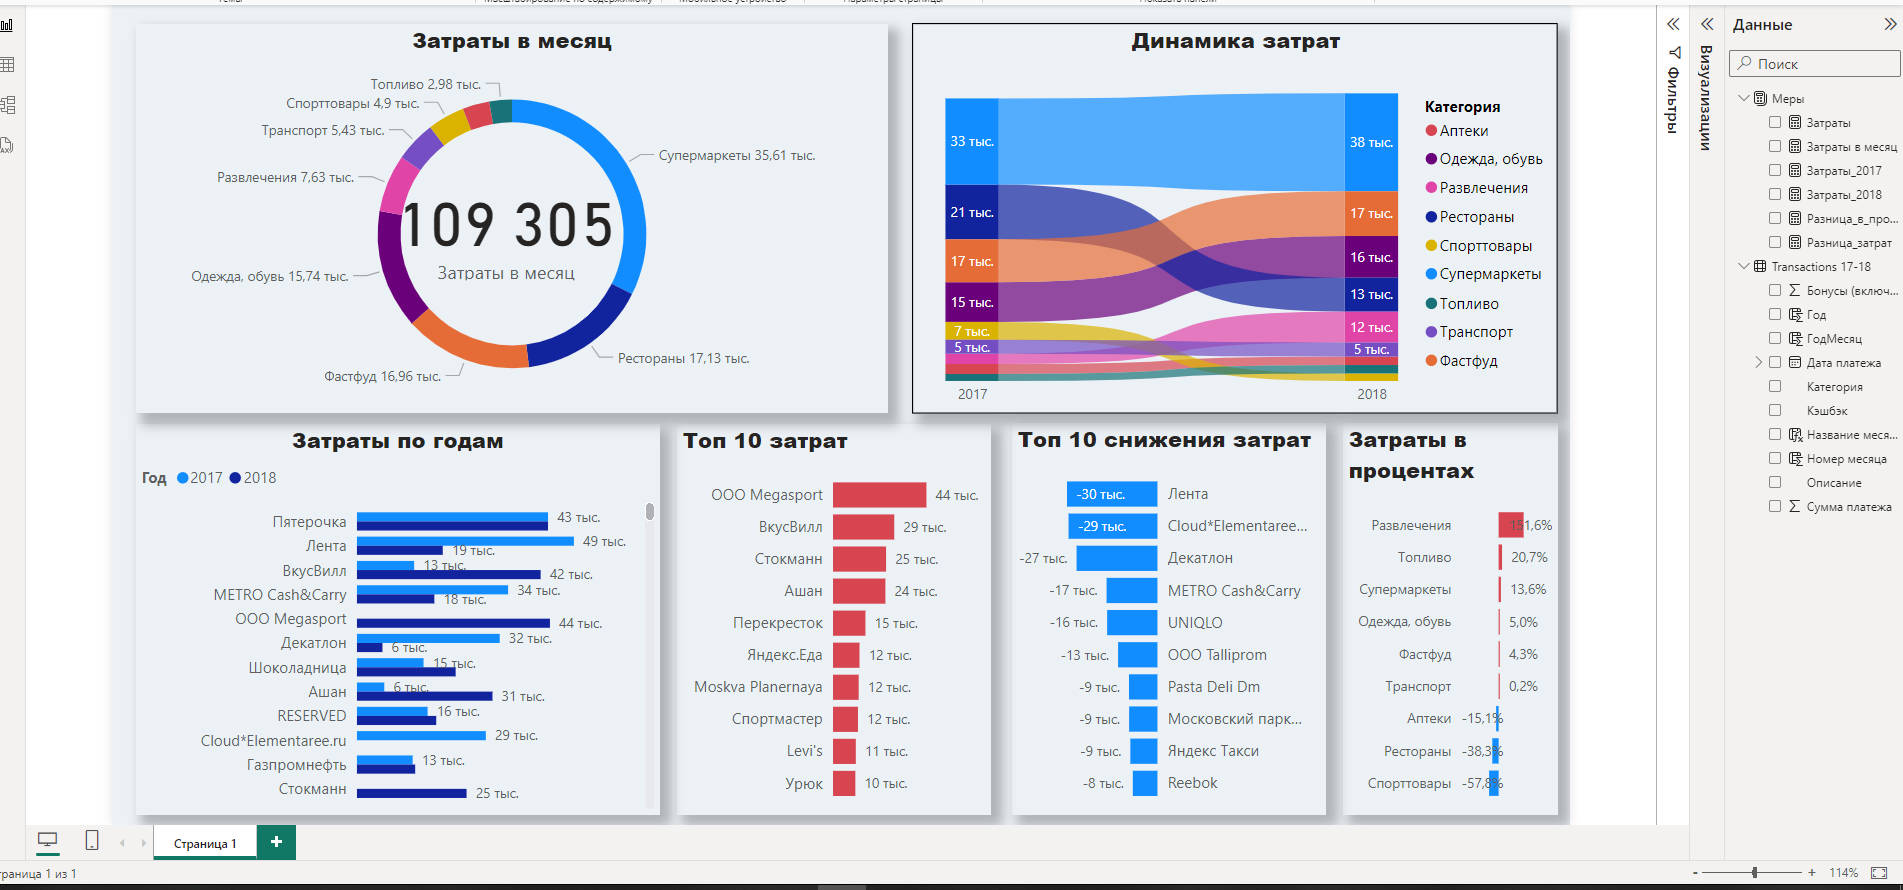 Затраты в месяц
Топливо 2,98 тыс.
Спорттовары 4,9 тыс.
Транспорт 5,43 тыс.
Развлечения 7,63 тыс.
Супермаркеты 35,61 тыс.
109 305
Затраты в месяц
Одежда, обувь 15,74 тыс.
Рестораны 17,13 тыс.
Фастфуд 16,96 тыс.
Динамика затрат
33 тыс.
21 тыс.
17 тыс.
15 тыс.
7 тыс.
5 тыс.
2017
38 тыс.
17 тыс.
16 тыс.
13 тыс.
12 тыс.
5 тыс.
2018
Категория
Аптеки
Одежда, обувь
Развлечения
Рестораны
Спорттовары
Супермаркеты
Топливо
Транспорт
Фастфуд
Затраты по годам
Год 2017 2018
Пятерочка 43 тыс.
Лента 49 тыс.
19 тыс.
ВкусВилл 13 тыс.
42 тыс.
METRO Cash&Carry 34 тыс.
18 тыс.
ООО Megasport 44 тыс.
Декатлон 32 тыс.
6 тыс.
Шоколадница 15 тыс.
Ашан 6 тыс.
31 тыс.
RESERVED 16 тыс.
Cloud*Elementaree.ru 29 тыс.
Газпромнефть 13 тыс.
Стокманн 25 тыс.
Топ 10 затрат
ООО Megasport 44 тыс.
ВкусВилл 29 тыс.
Стокманн 25 тыс.
Ашан 24 тыс.
Перекресток 15 тыс.
Яндекс.Еда 12 тыс.
Moskva Planernaya 12 тыс.
Спортмастер 12 тыс.
Levi's 11 тыс.
Урюк 10 тыс.
Топ 10 снижения затрат
-30 тыс. Лента
-29 тыс. Cloud*Elementaree...
-27 тыс. Декатлон
-17 тыс. METRO Cash&Carry
-16 тыс. UNIQLO
-13 тыс. ООО Talliprom
-9 тыс. Pasta Deli Dm
-9 тыс. Московский парк...
-9 тыс. Яндекс Такси
-8 тыс. Reebok
Затраты в
процентах
Развлечения 151,6%
Топливо 20,7%
Супермаркеты 13,6%
Одежда, обувь 5,0%
Фастфуд 4,3%
Транспорт 0,2%
Аптеки -15,1%
Рестораны -38,3%
Спорттовары -57,8%
Фильтры
Визуализации
Данные
Поиск
Меры
Затраты
Затраты в месяц
Затраты_2017
Затраты_2018
Разница_в_про...
Разница_затрат
Transactions 17-18
Бонусы (включ...
Год
ГодМесяц
Дата платежа
Категория
Кэшбэк
Название меся...
Номер месяца
Описание
Сумма платежа
Страница 1
раница 1 из 1
- + 114%